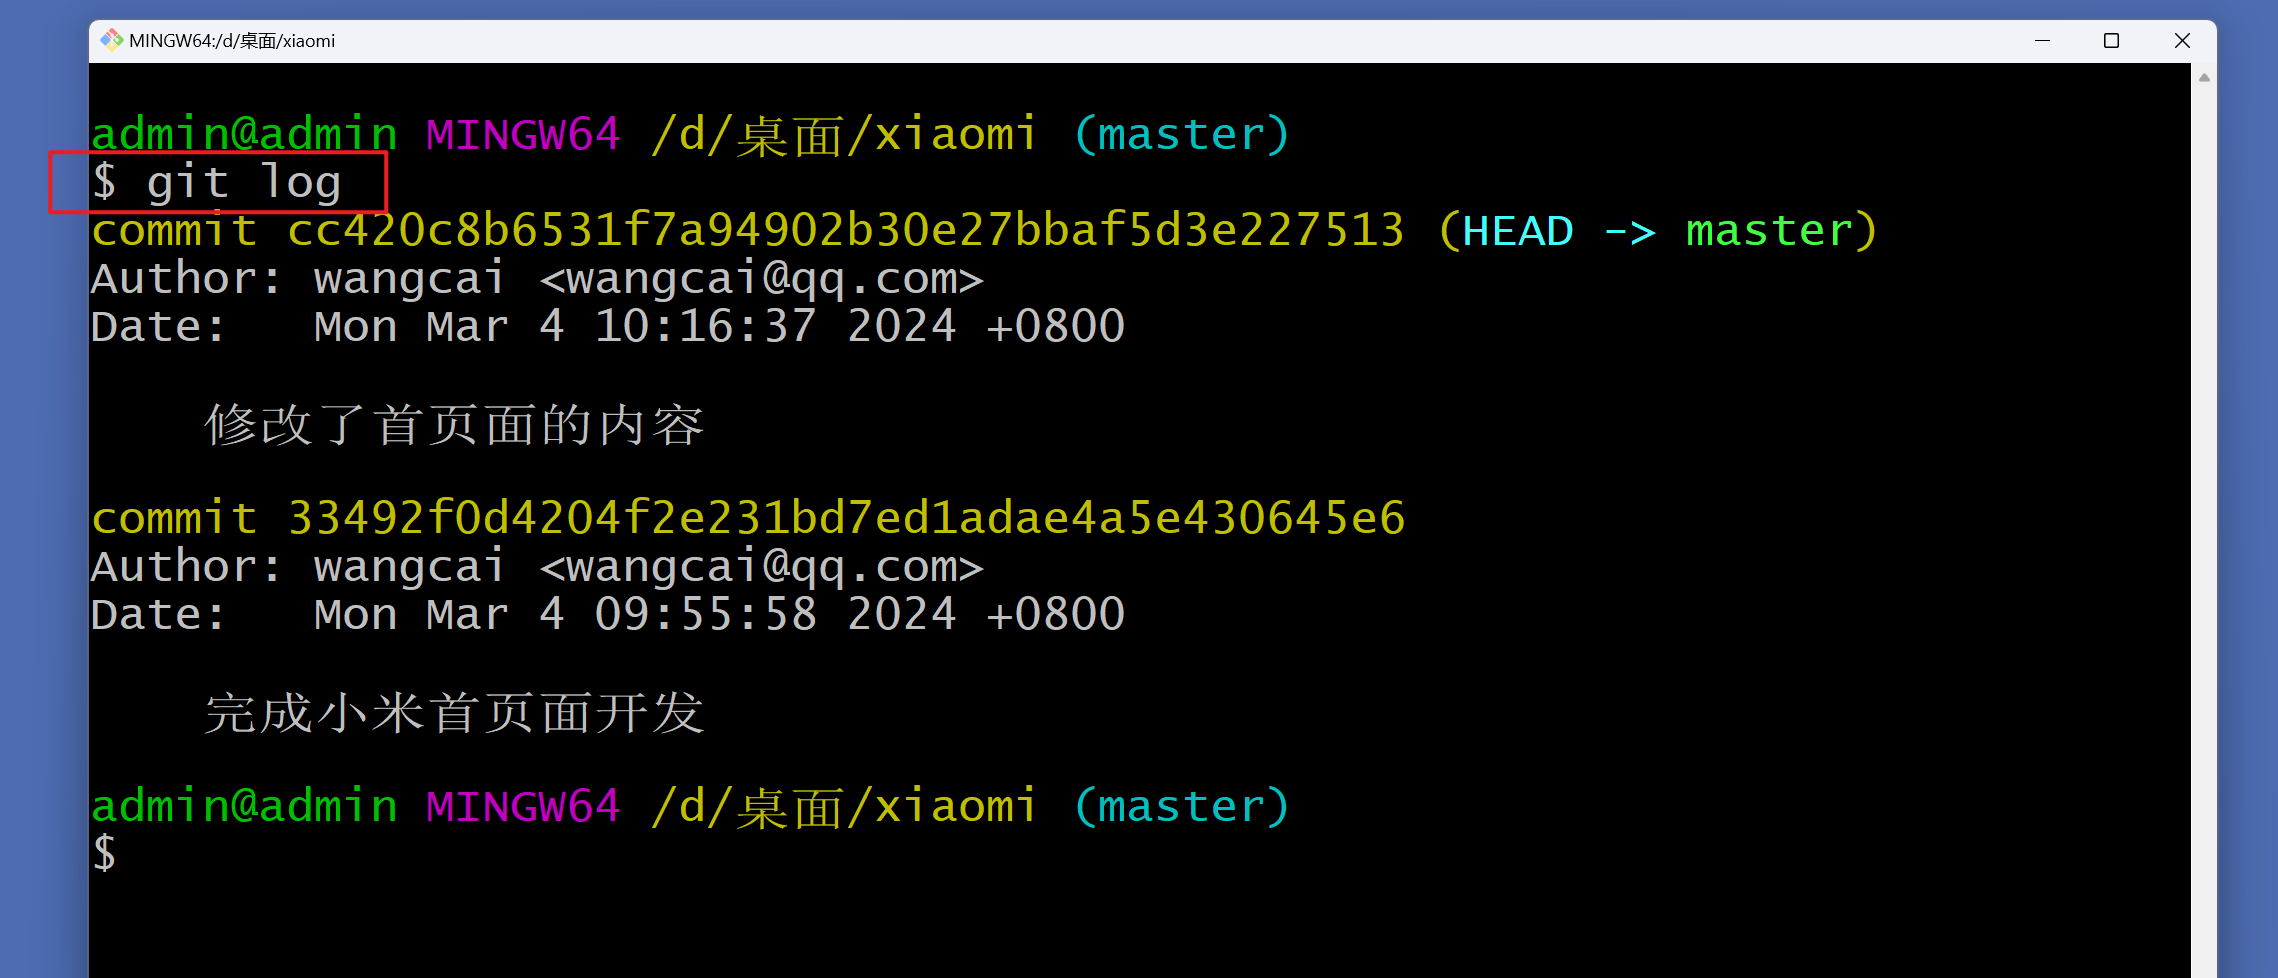 MINGW64:/d/桌面/xiaomi
admin@admin MINGW64 /d/桌面/xiaomi (master)
$ git log
commit cc420c8b6531f7a94902b30e27bbaf5d3e227513 (HEAD -> master)
Author: wangcai <wangcai@qq.com>
Date:   Mon Mar 4 10:16:37 2024 +0800
修改了首页面的内容
commit 33492f0d4204f2e231bd7ed1adae4a5e430645e6
Author: wangcai <wangcai@qq.com>
Date:   Mon Mar 4 09:55:58 2024 +0800
完成小米首页面开发
admin@admin MINGW64 /d/桌面/xiaomi (master)
$